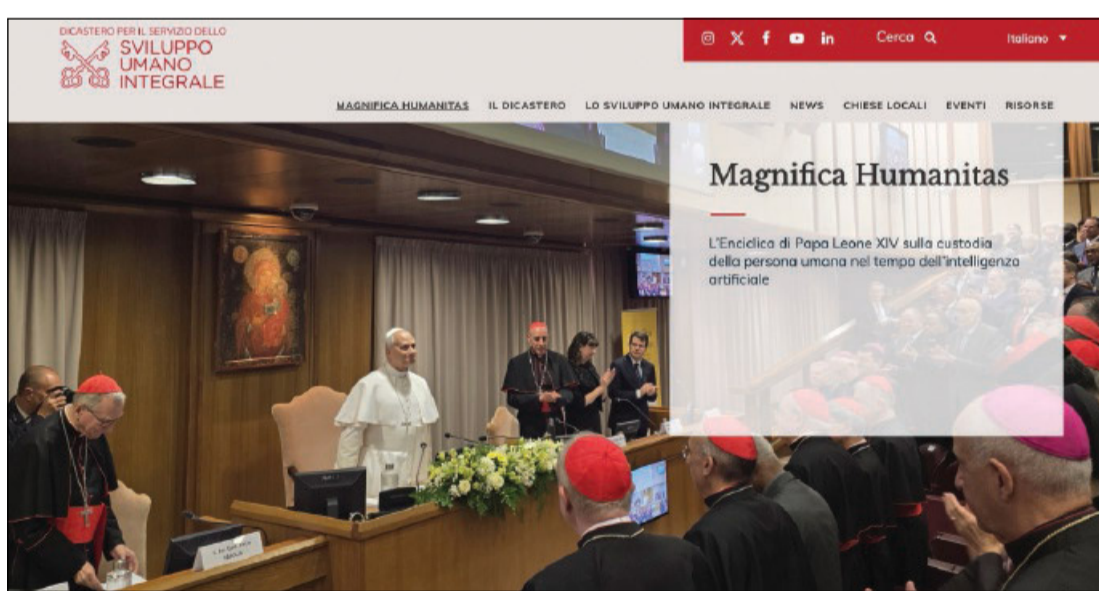 DICASTERO PER IL SERVIZIO DELLO
SVILUPPO
UMANO
INTEGRALE
Cerca
Italiano
MAGNIFICA HUMANITAS IL DICASTERO LO SVILUPPO UMANO INTEGRALE NEWS CHIESE LOCALI EVENTI RISORSE
Magnifica Humanitas
L'Enciclica di Papa Leone XIV sulla custodia
della persona umana nel tempo dell'intelligenza
artificiale